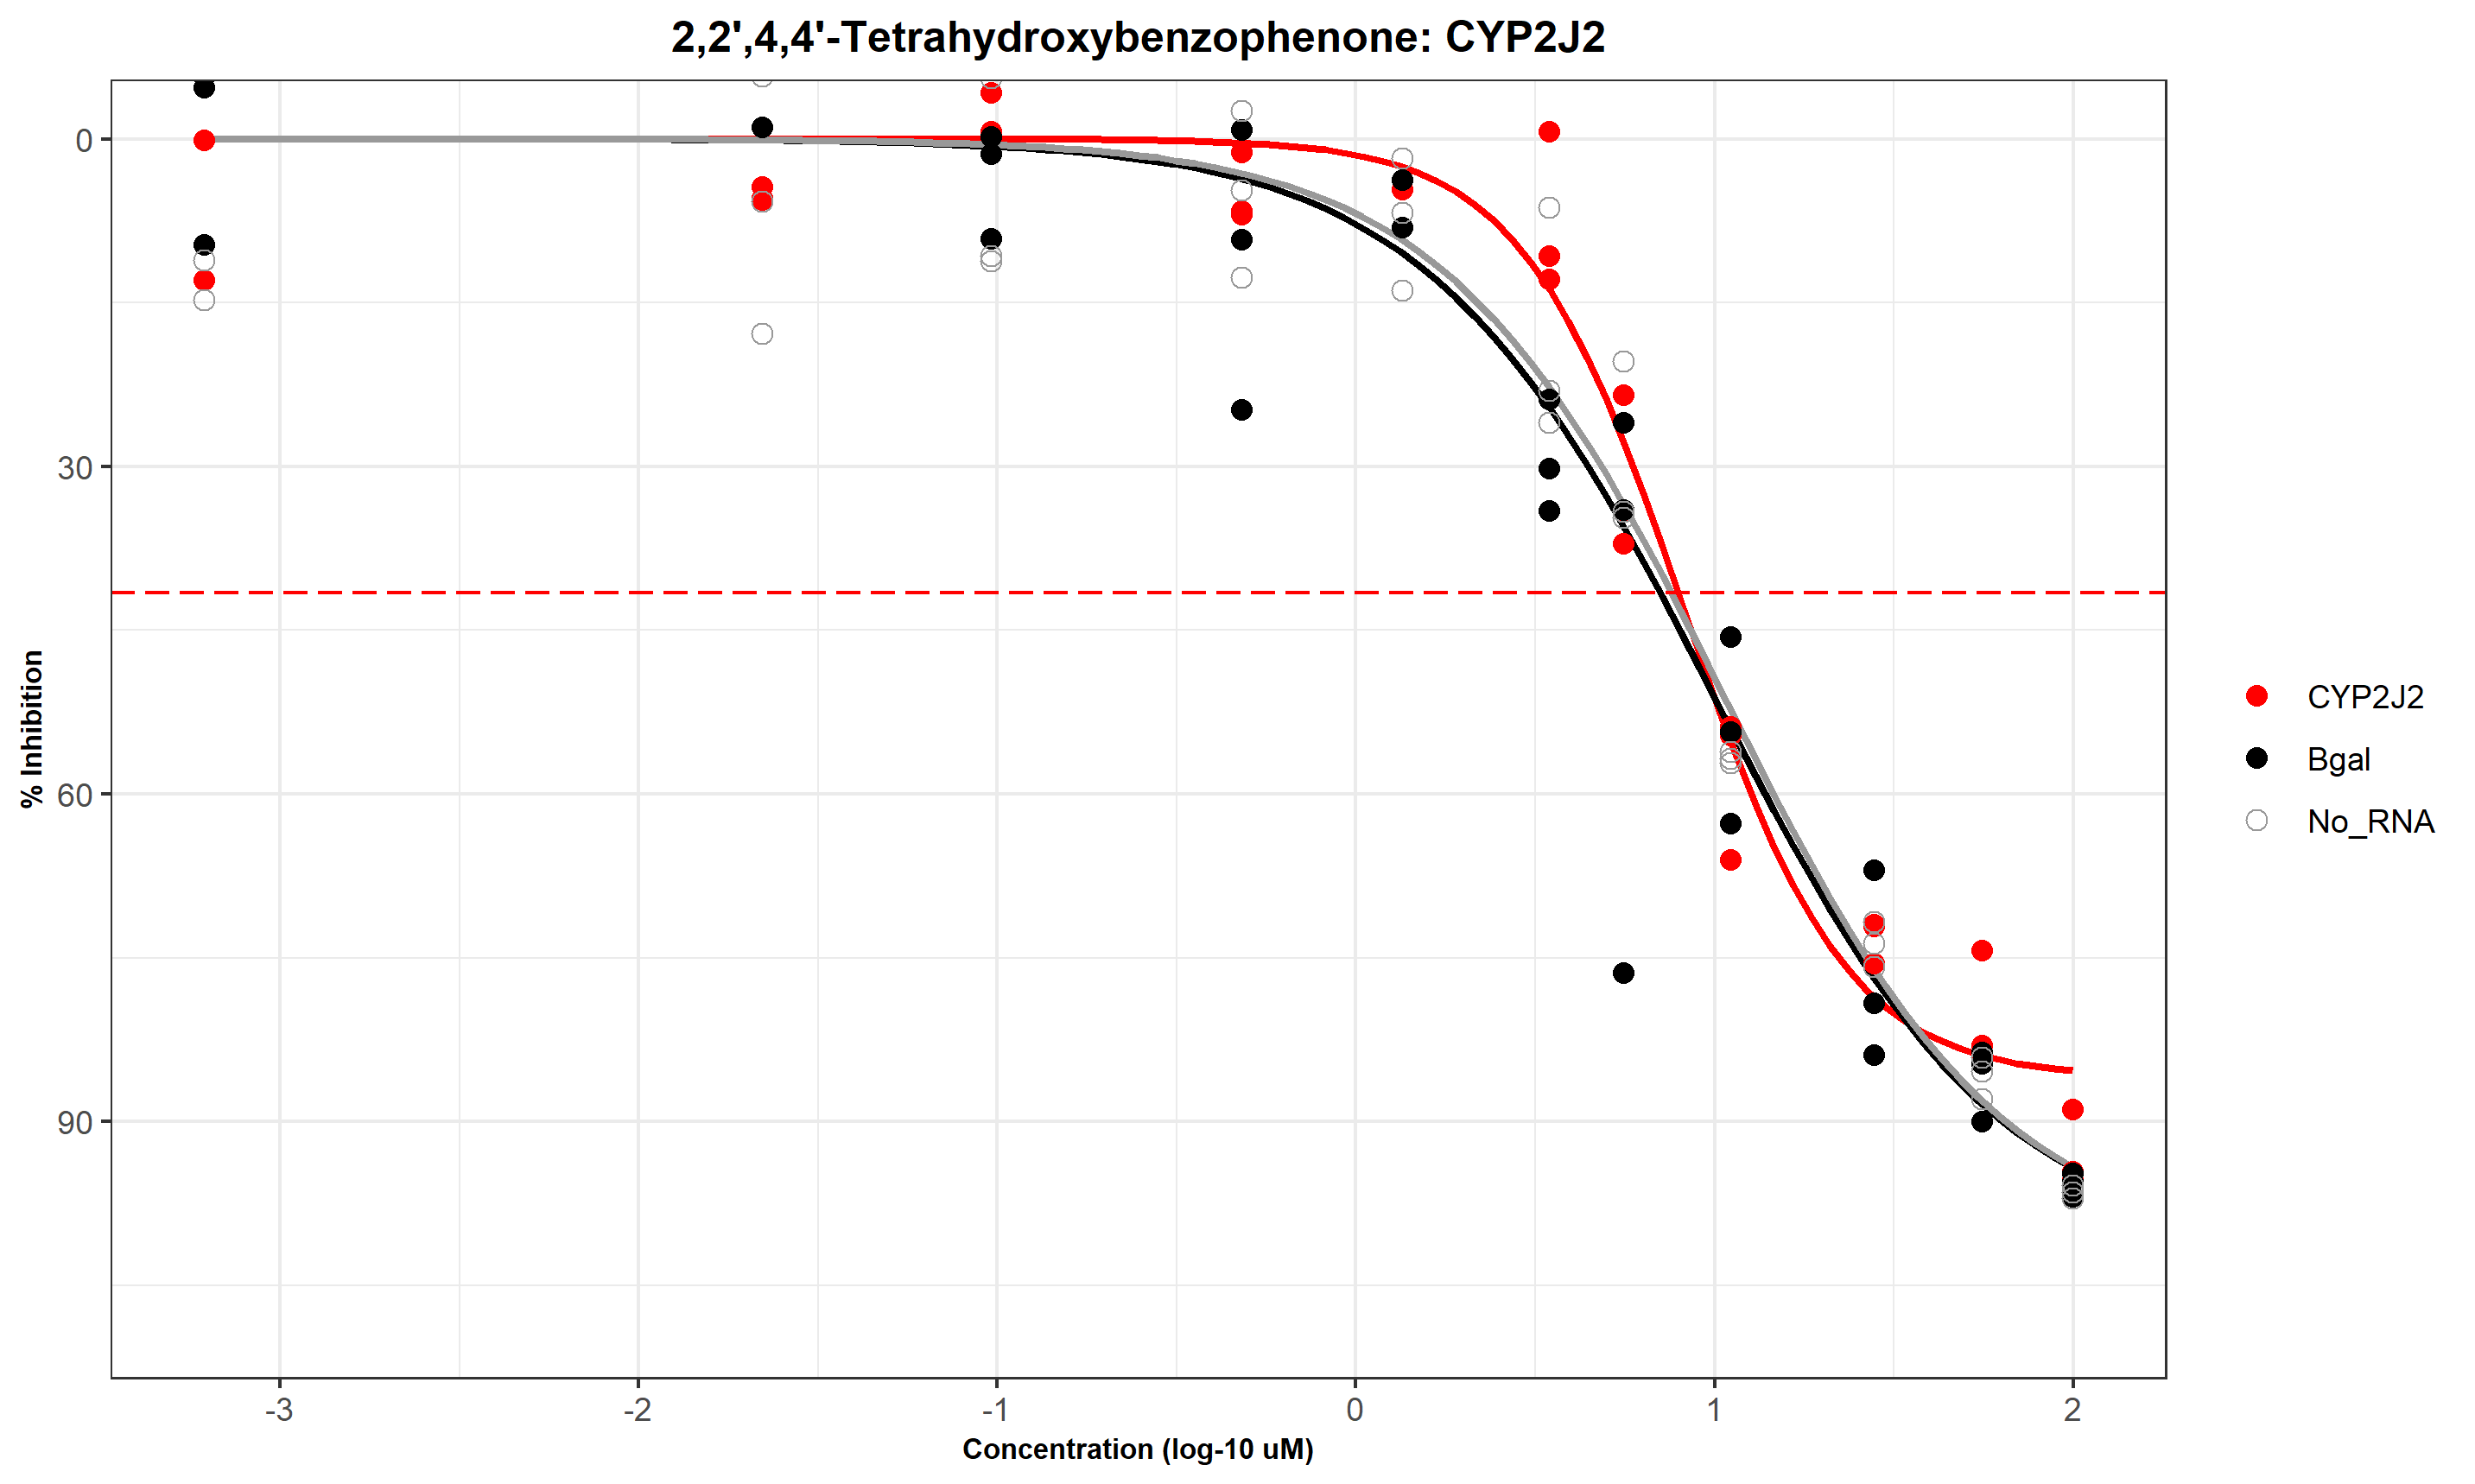 2,2',4,4'-Tetrahydroxybenzophenone: CYP2J2
0
30
60
90
% Inhibition
-3
-2
-1
0
1
2
Concentration (log-10 uM)
CYP2J2
Bgal
No_RNA